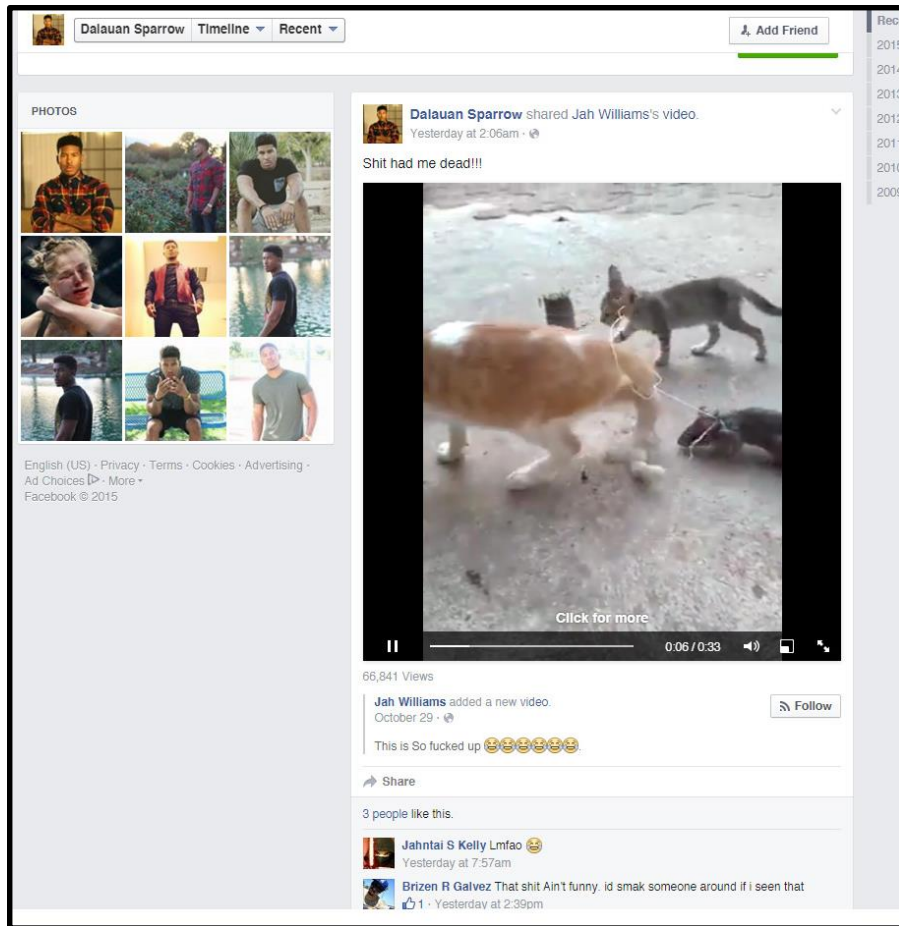 Dalauan Sparrow Timeline Recent
Add Friend
Rec
2015
2014
2013
2012
2011
2010
2009
PHOTOS
Dalauan Sparrow shared Jah Williams's video.
Yesterday at 2:06am ·
Shit had me dead!!!
Click for more
0:06 / 0:33
66,841 Views
Jah Williams added a new video.
October 29 ·
Follow
This is So fucked up 😂😂😂😂😂😂.
Share
3 people like this.
Jahntai S Kelly Lmfao 😂
Yesterday at 7:57am
Brizen R Galvez That shit Ain't funny. id smak someone around if i seen that
1 · Yesterday at 2:39pm
English (US) · Privacy · Terms · Cookies · Advertising ·
Ad Choices · More
Facebook © 2015